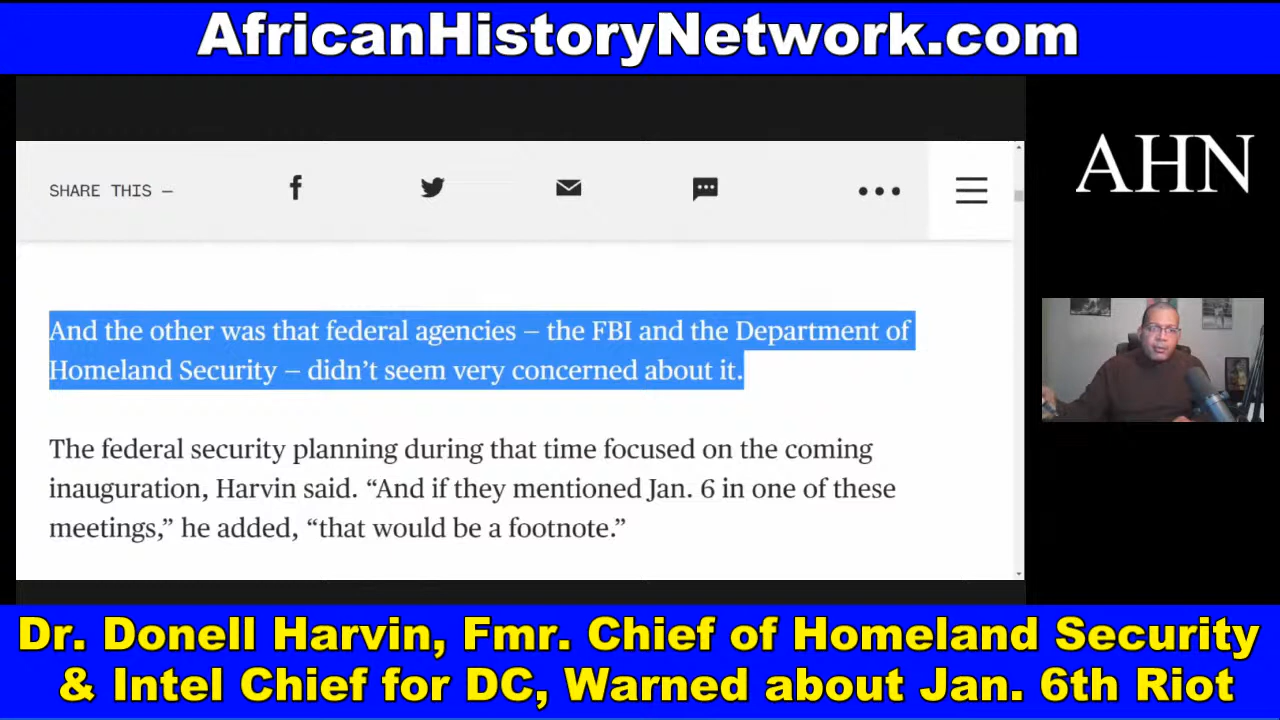 AfricanHistoryNetwork.com
AHN
SHARE THIS —
And the other was that federal agencies – the FBI and the Department of
Homeland Security – didn’t seem very concerned about it.
The federal security planning during that time focused on the coming
inauguration, Harvin said. “And if they mentioned Jan. 6 in one of these
meetings,” he added, “that would be a footnote.”
Dr. Donell Harvin, Fmr. Chief of Homeland Security
& Intel Chief for DC, Warned about Jan. 6th Riot